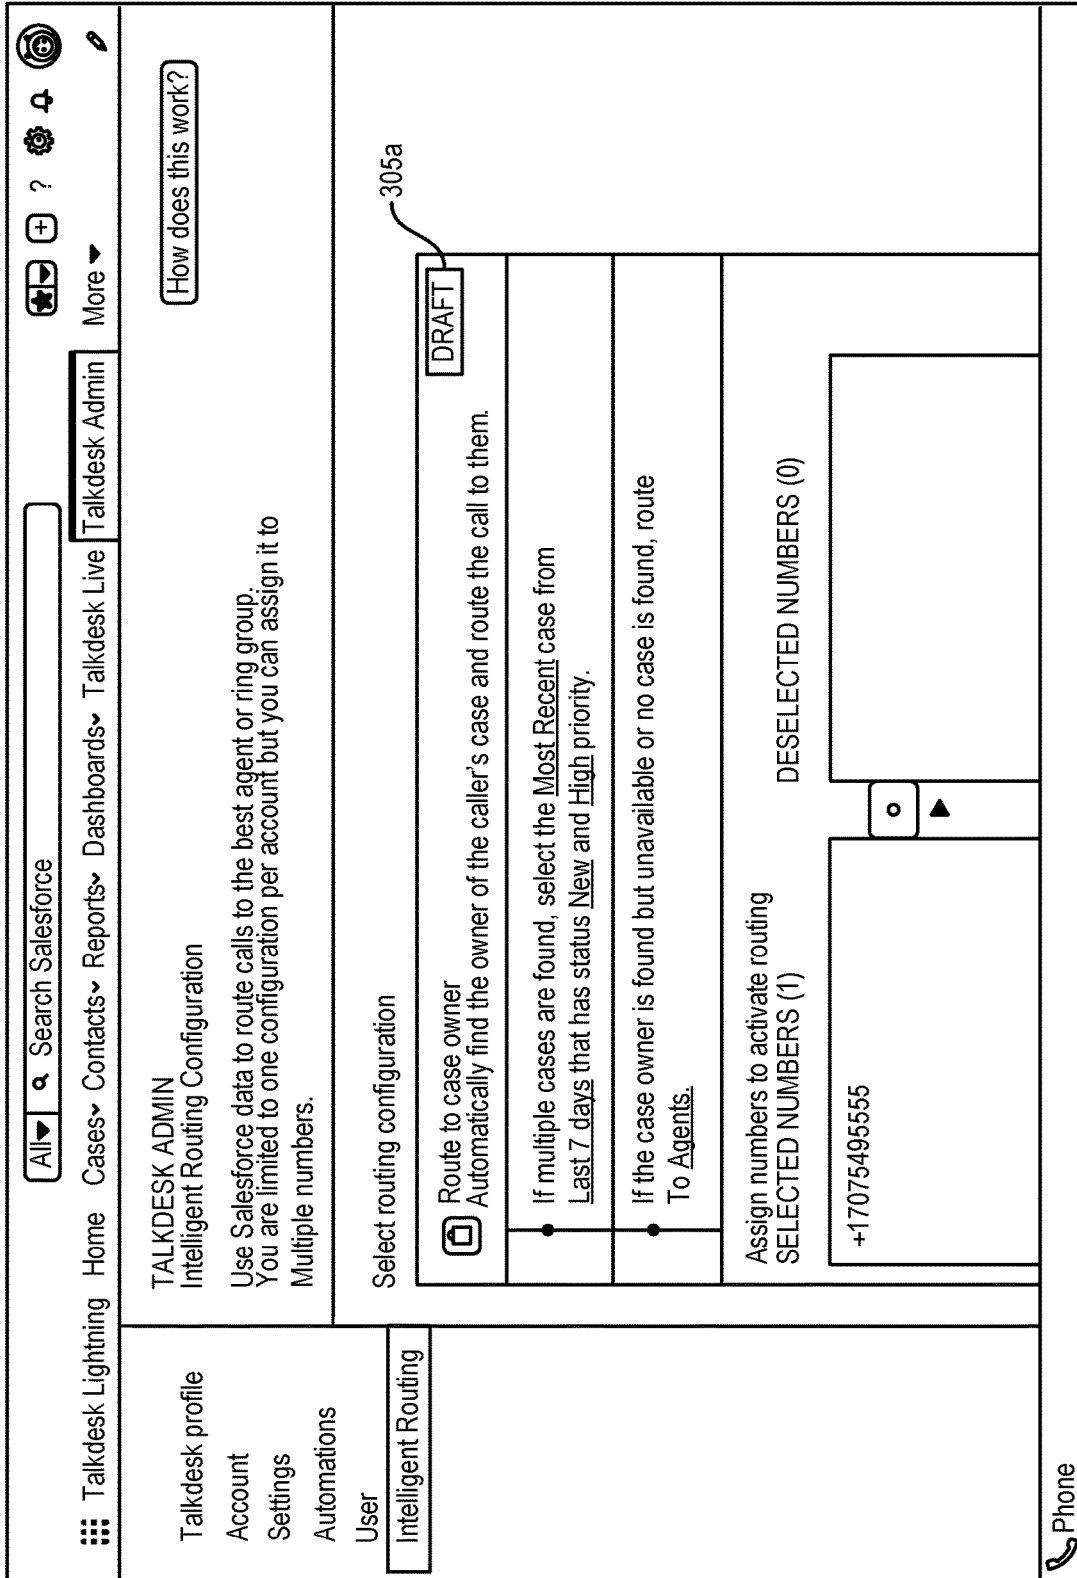 All Search Salesforce ?
Talkdesk Lightning Home Cases Contacts Reports Dashboards Talkdesk Live Talkdesk Admin More
Talkdesk profile
Account
Settings
Automations
User
Intelligent Routing
TALKDESK ADMIN
Intelligent Routing Configuration
How does this work?
Use Salesforce data to route calls to the best agent or ring group.
You are limited to one configuration per account but you can assign it to
Multiple numbers.
Select routing configuration
305a
Route to case owner
DRAFT
Automatically find the owner of the caller's case and route the call to them.
If multiple cases are found, select the Most Recent case from
Last 7 days that has status New and High priority.
If the case owner is found but unavailable or no case is found, route
To Agents.
Assign numbers to activate routing
SELECTED NUMBERS (1) DESELECTED NUMBERS (0)
+17075495555
Phone